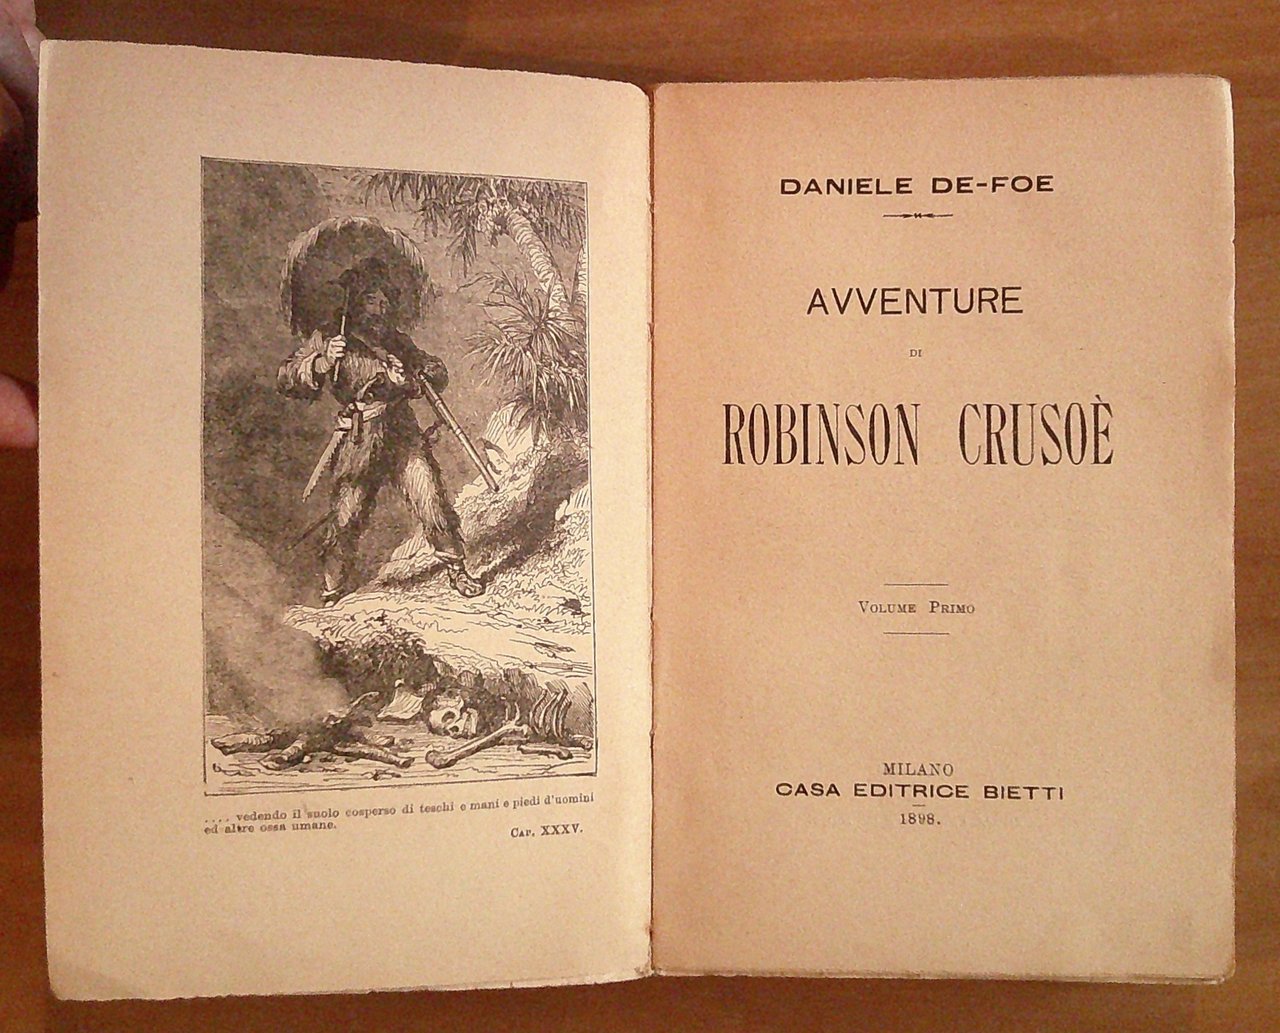 .... vedendo il suolo cosperso di teschi e mani e piedi d'uomini
ed altre ossa umane.
CAP. XXXV.
DANIELE DE-FOE
AVVENTURE
DI
ROBINSON CRUSOÈ
VOLUME PRIMO
MILANO
CASA EDITRICE BIETTI
1898.